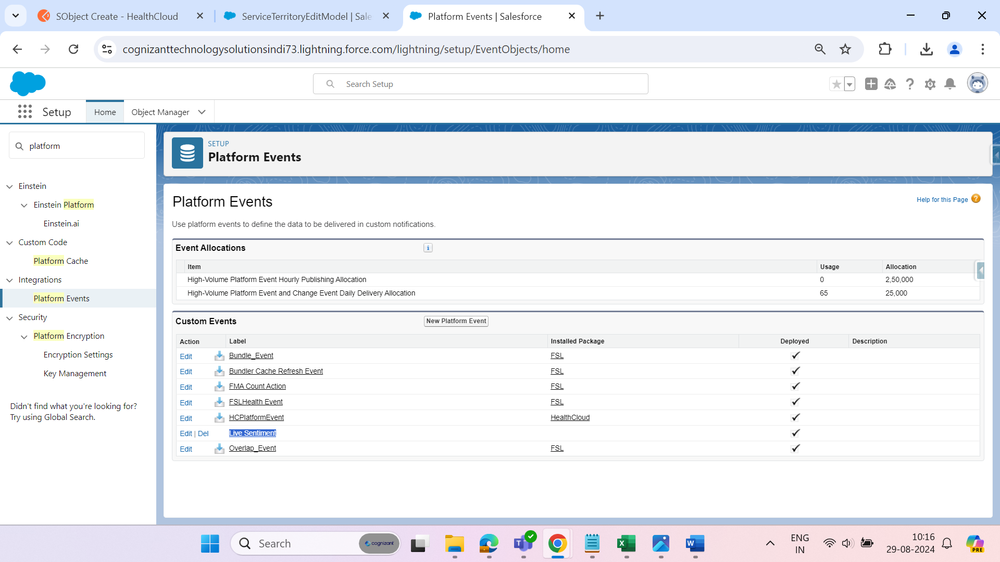 SObject Create - HealthCloud
ServiceTerritoryEditModel | Sale
Platform Events | Salesforce
cognizanttechnologysolutionsindi73.lightning.force.com/lightning/setup/EventObjects/home
Search Setup
Setup
Home
Object Manager
platform
Einstein
Einstein Platform
Einstein.ai
Custom Code
Platform Cache
Integrations
Platform Events
Security
Platform Encryption
Encryption Settings
Key Management
Didn't find what you're looking for?
Try using Global Search.
SETUP
Platform Events
Platform Events
Help for this Page ?
Use platform events to define the data to be delivered in custom notifications.
Event Allocations i
Item Usage Allocation
High-Volume Platform Event Hourly Publishing Allocation 0 2,50,000
High-Volume Platform Event and Change Event Daily Delivery Allocation 65 25,000
Custom Events New Platform Event
Action Label Installed Package Deployed Description
Edit Bundle_Event FSL
Edit Bundler Cache Refresh Event FSL
Edit FMA Count Action FSL
Edit FSLHealth Event FSL
Edit HCPlatformEvent HealthCloud
Edit | Del Live Sentiment
Edit Overlap_Event FSL
Search
cognizant
ENG
IN
10:16
29-08-2024
PRE